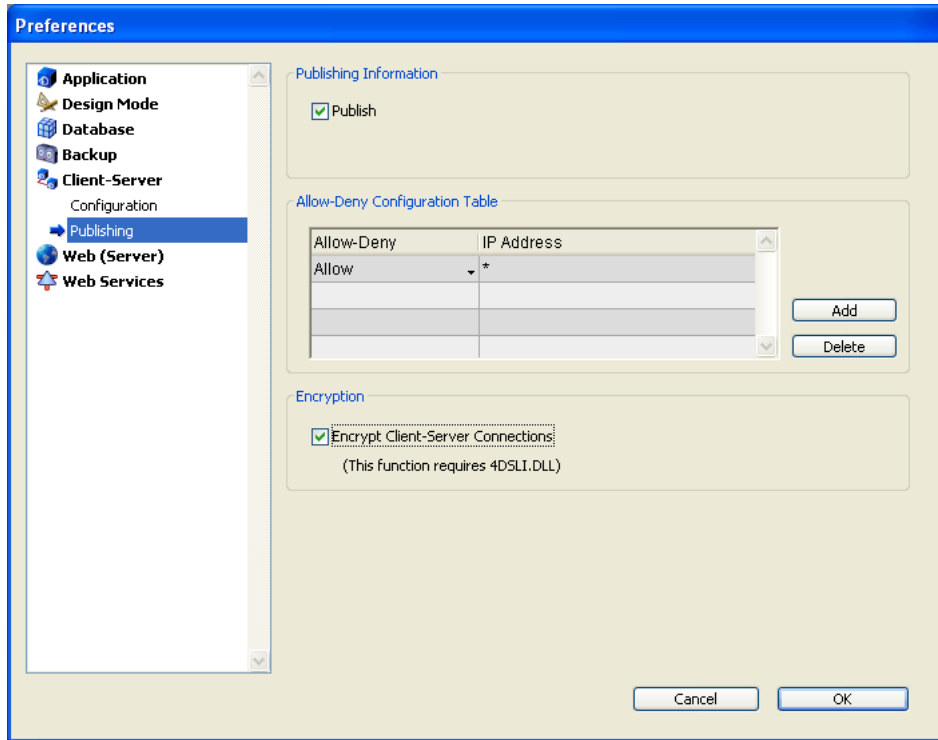 Preferences
Application
Design Mode
Database
Backup
Client-Server
Configuration
Publishing
Web (Server)
Web Services
Publishing Information
Publish
Allow-Deny Configuration Table
Allow-Deny IP Address
Allow *
Add
Delete
Encryption
Encrypt Client-Server Connections
(This function requires 4DSLI.DLL)
Cancel OK